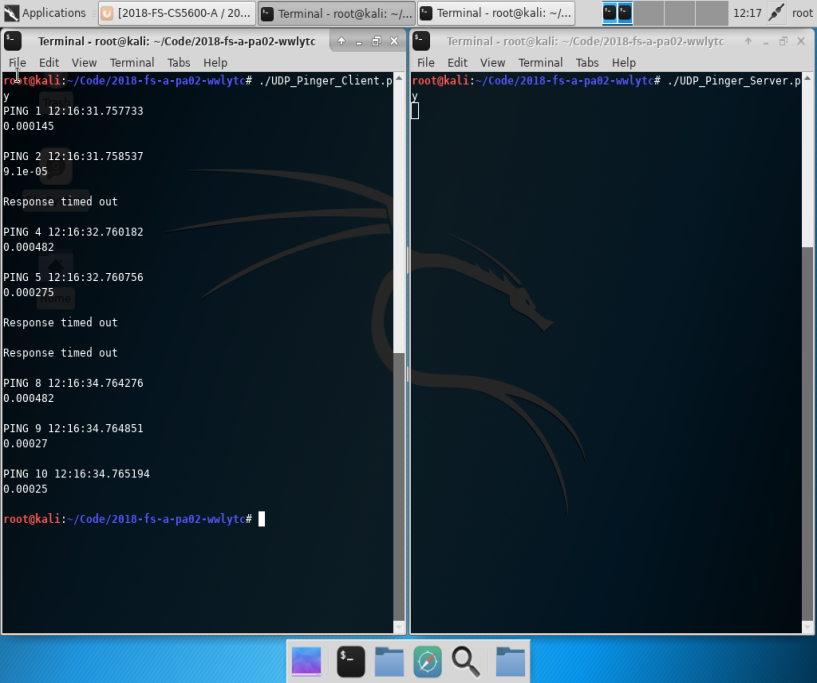 Applications
[2018-FS-CS5600-A / 20...
Terminal - root@kali: ~/...
Terminal - root@kali: ~/...
12:17
root
Terminal - root@kali: ~/Code/2018-fs-a-pa02-wwlytc
File Edit View Terminal Tabs Help
root@kali:~/Code/2018-fs-a-pa02-wwlytc# ./UDP_Pinger_Client.p
y
PING 1 12:16:31.757733
0.000145
PING 2 12:16:31.758537
9.1e-05
Response timed out
PING 4 12:16:32.760182
0.000482
PING 5 12:16:32.760756
0.000275
Home
Response timed out
Response timed out
PING 8 12:16:34.764276
0.000482
PING 9 12:16:34.764851
0.00027
PING 10 12:16:34.765194
0.00025
root@kali:~/Code/2018-fs-a-pa02-wwlytc#
Terminal - root@kali: ~/Code/2018-fs-a-pa02-wwlytc
File Edit View Terminal Tabs Help
root@kali:~/Code/2018-fs-a-pa02-wwlytc# ./UDP_Pinger_Server.p
y